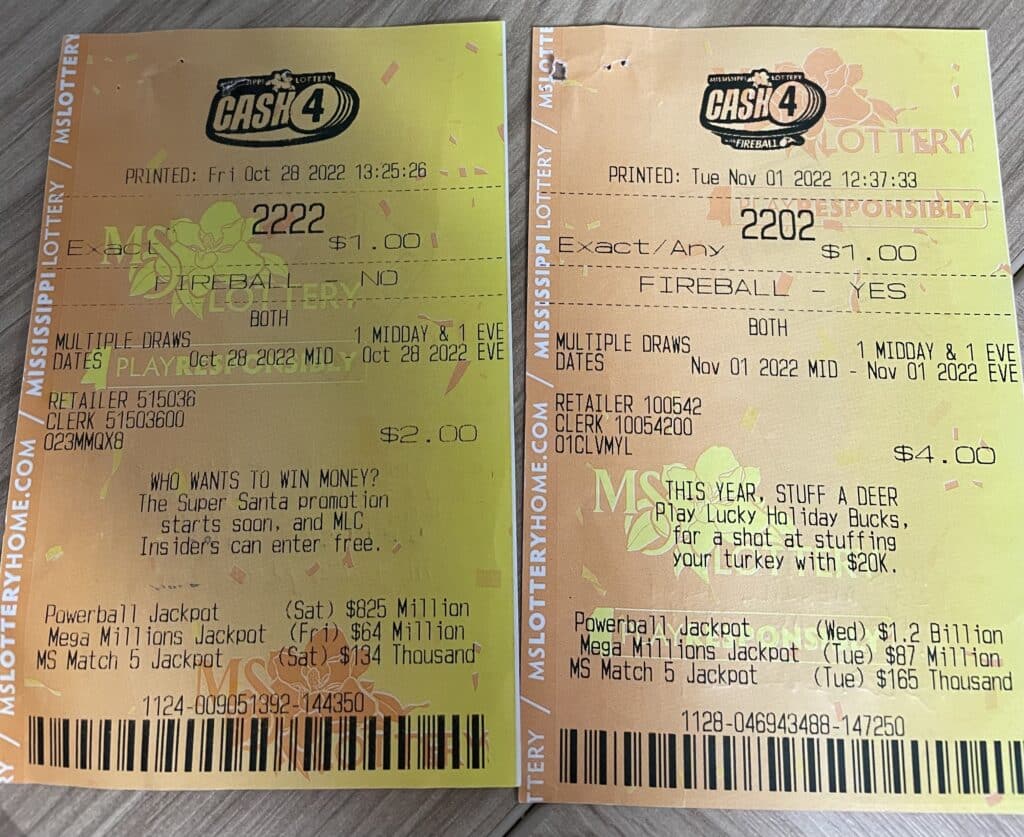 MISSISSIPPI LOTTERY
CASH 4
PRINTED: Fri Oct 28 2022 13:25:26
2222
Exact $1.00
FIREBALL - NO
BOTH
MULTIPLE DRAWS 1 MIDDAY & 1 EVE
DATES Oct 28 2022 MID - Oct 28 2022 EVE
RETAILER 515036
CLERK 51503600
023MMQX8 $2.00
WHO WANTS TO WIN MONEY?
The Super Santa promotion
starts soon, and MLC
Insiders can enter free.
Powerball Jackpot (Sat) $825 Million
Mega Millions Jackpot (Fri) $64 Million
MS Match 5 Jackpot (Sat) $134 Thousand
1124-009051392-144350
MSLOTTERYHOME.COM / MISSISSIPPI LOTTERY / MSLOTTERY
MS LOTTERY
PLAYRESPONSIBLY
MS LOTTERY
MISSISSIPPI LOTTERY
CASH 4
FIREBALL
PRINTED: Tue Nov 01 2022 12:37:33
2202
Exact/Any $1.00
FIREBALL - YES
BOTH
MULTIPLE DRAWS 1 MIDDAY & 1 EVE
DATES Nov 01 2022 MID - Nov 01 2022 EVE
RETAILER 100542
CLERK 10054200
01CLVMYL $4.00
THIS YEAR, STUFF A DEER
Play Lucky Holiday Bucks,
for a shot at stuffing
your turkey with $20K.
Powerball Jackpot (Wed) $1.2 Billion
Mega Millions Jackpot (Tue) $87 Million
MS Match 5 Jackpot (Tue) $165 Thousand
1128-046943488-147250
TTERY / MSLOTTERYHOME.COM / MISSISSIPPI LOTTERY / MSLOTTE
LOTTERY
PLAYRESPONSIBLY
MS LOTTERY
PLAYRESPONSIBLY